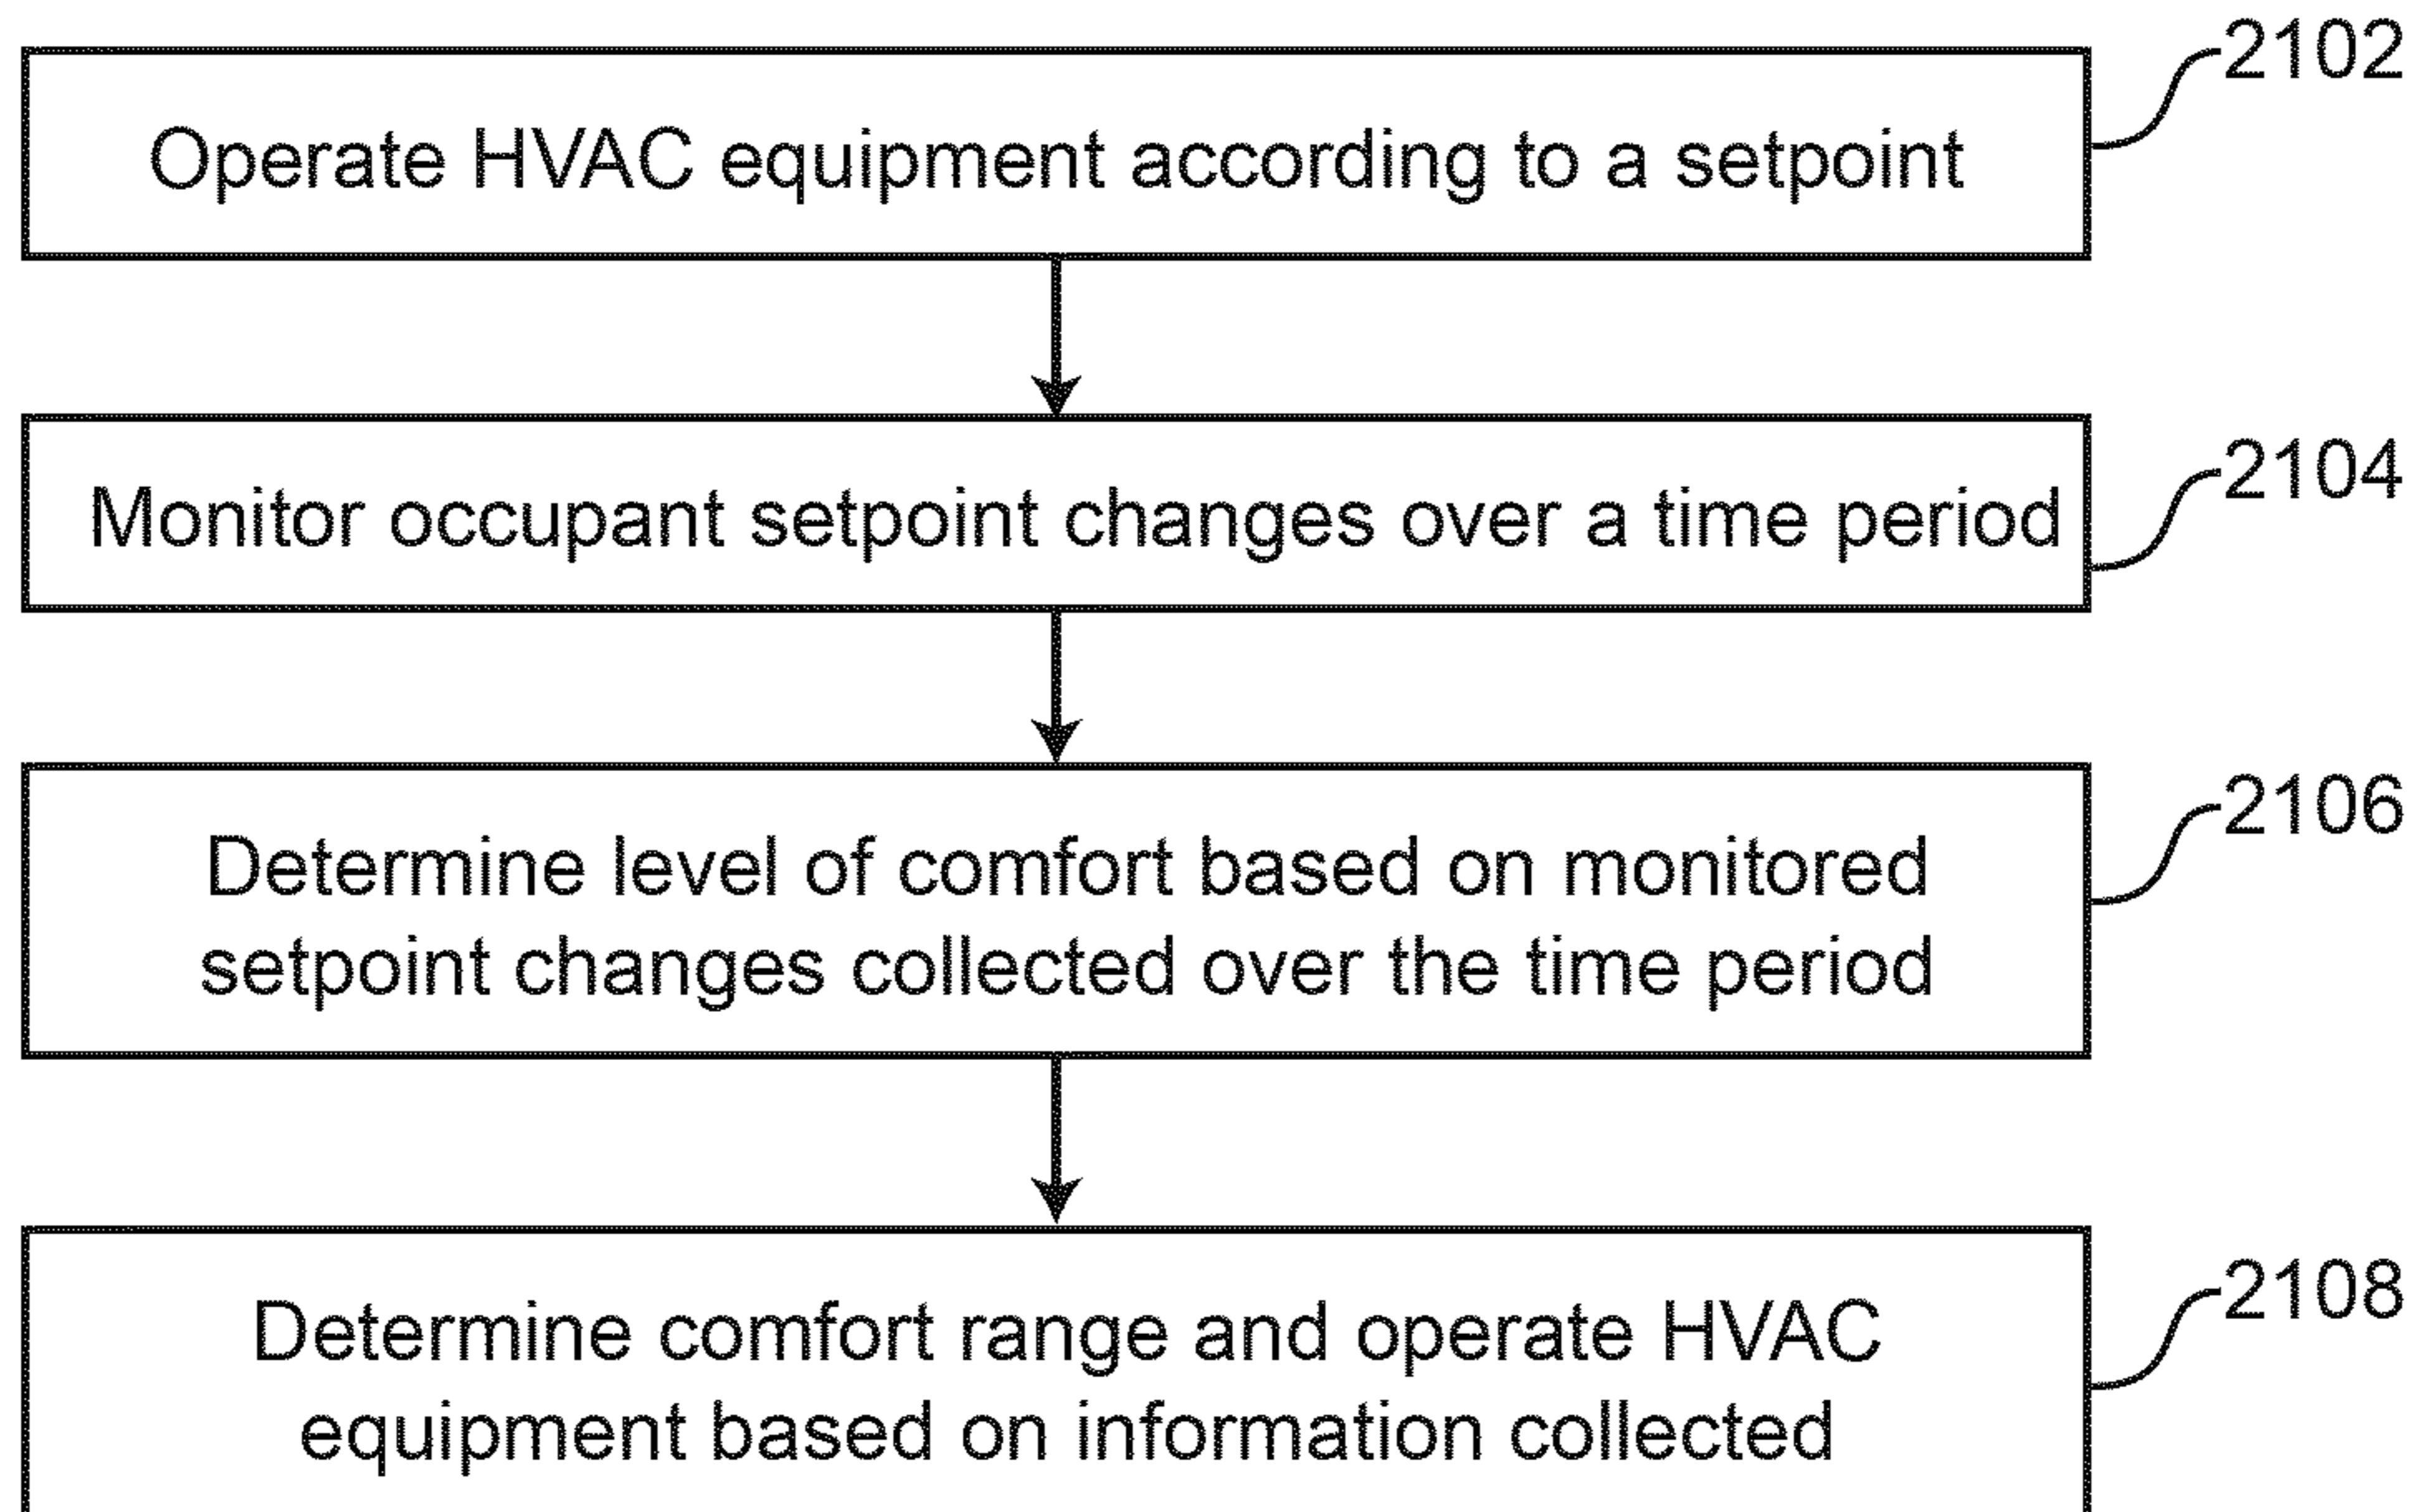 2102
Operate HVAC equipment according to a setpoint
2104
Monitor occupant setpoint changes over a time period
2106
Determine level of comfort based on monitored
setpoint changes collected over the time period
2108
Determine comfort range and operate HVAC
equipment based on information collected